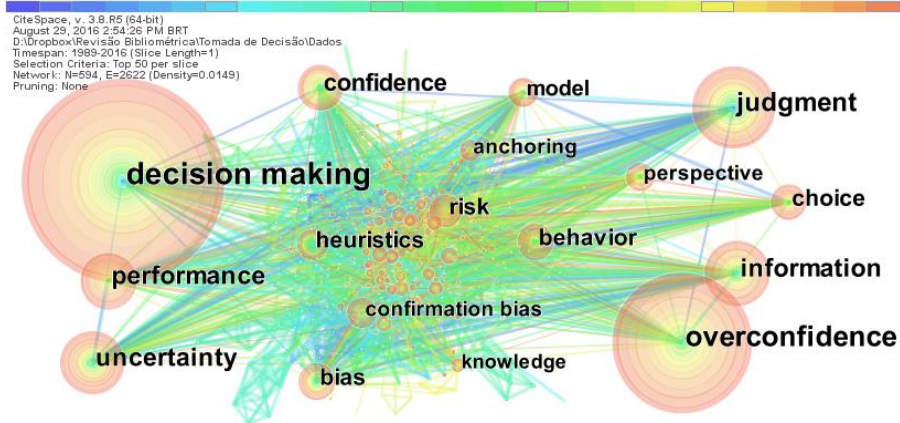 CiteSpace, v. 3.8.R5 (64-bit)
August 29, 2016 2:54:26 PM BRT
D:\Dropbox\Revisão Bibliométrica\Tomada de Decisão\Dados
Timespan: 1989-2016 (Slice Length=1)
Selection Criteria: Top 50 per slice
Network: N=594, E=2622 (Density=0.0149)
Pruning: None
confidence
model
judgment
anchoring
decision making
perspective
risk
choice
heuristics
behavior
performance
information
confirmation bias
overconfidence
uncertainty
knowledge
bias